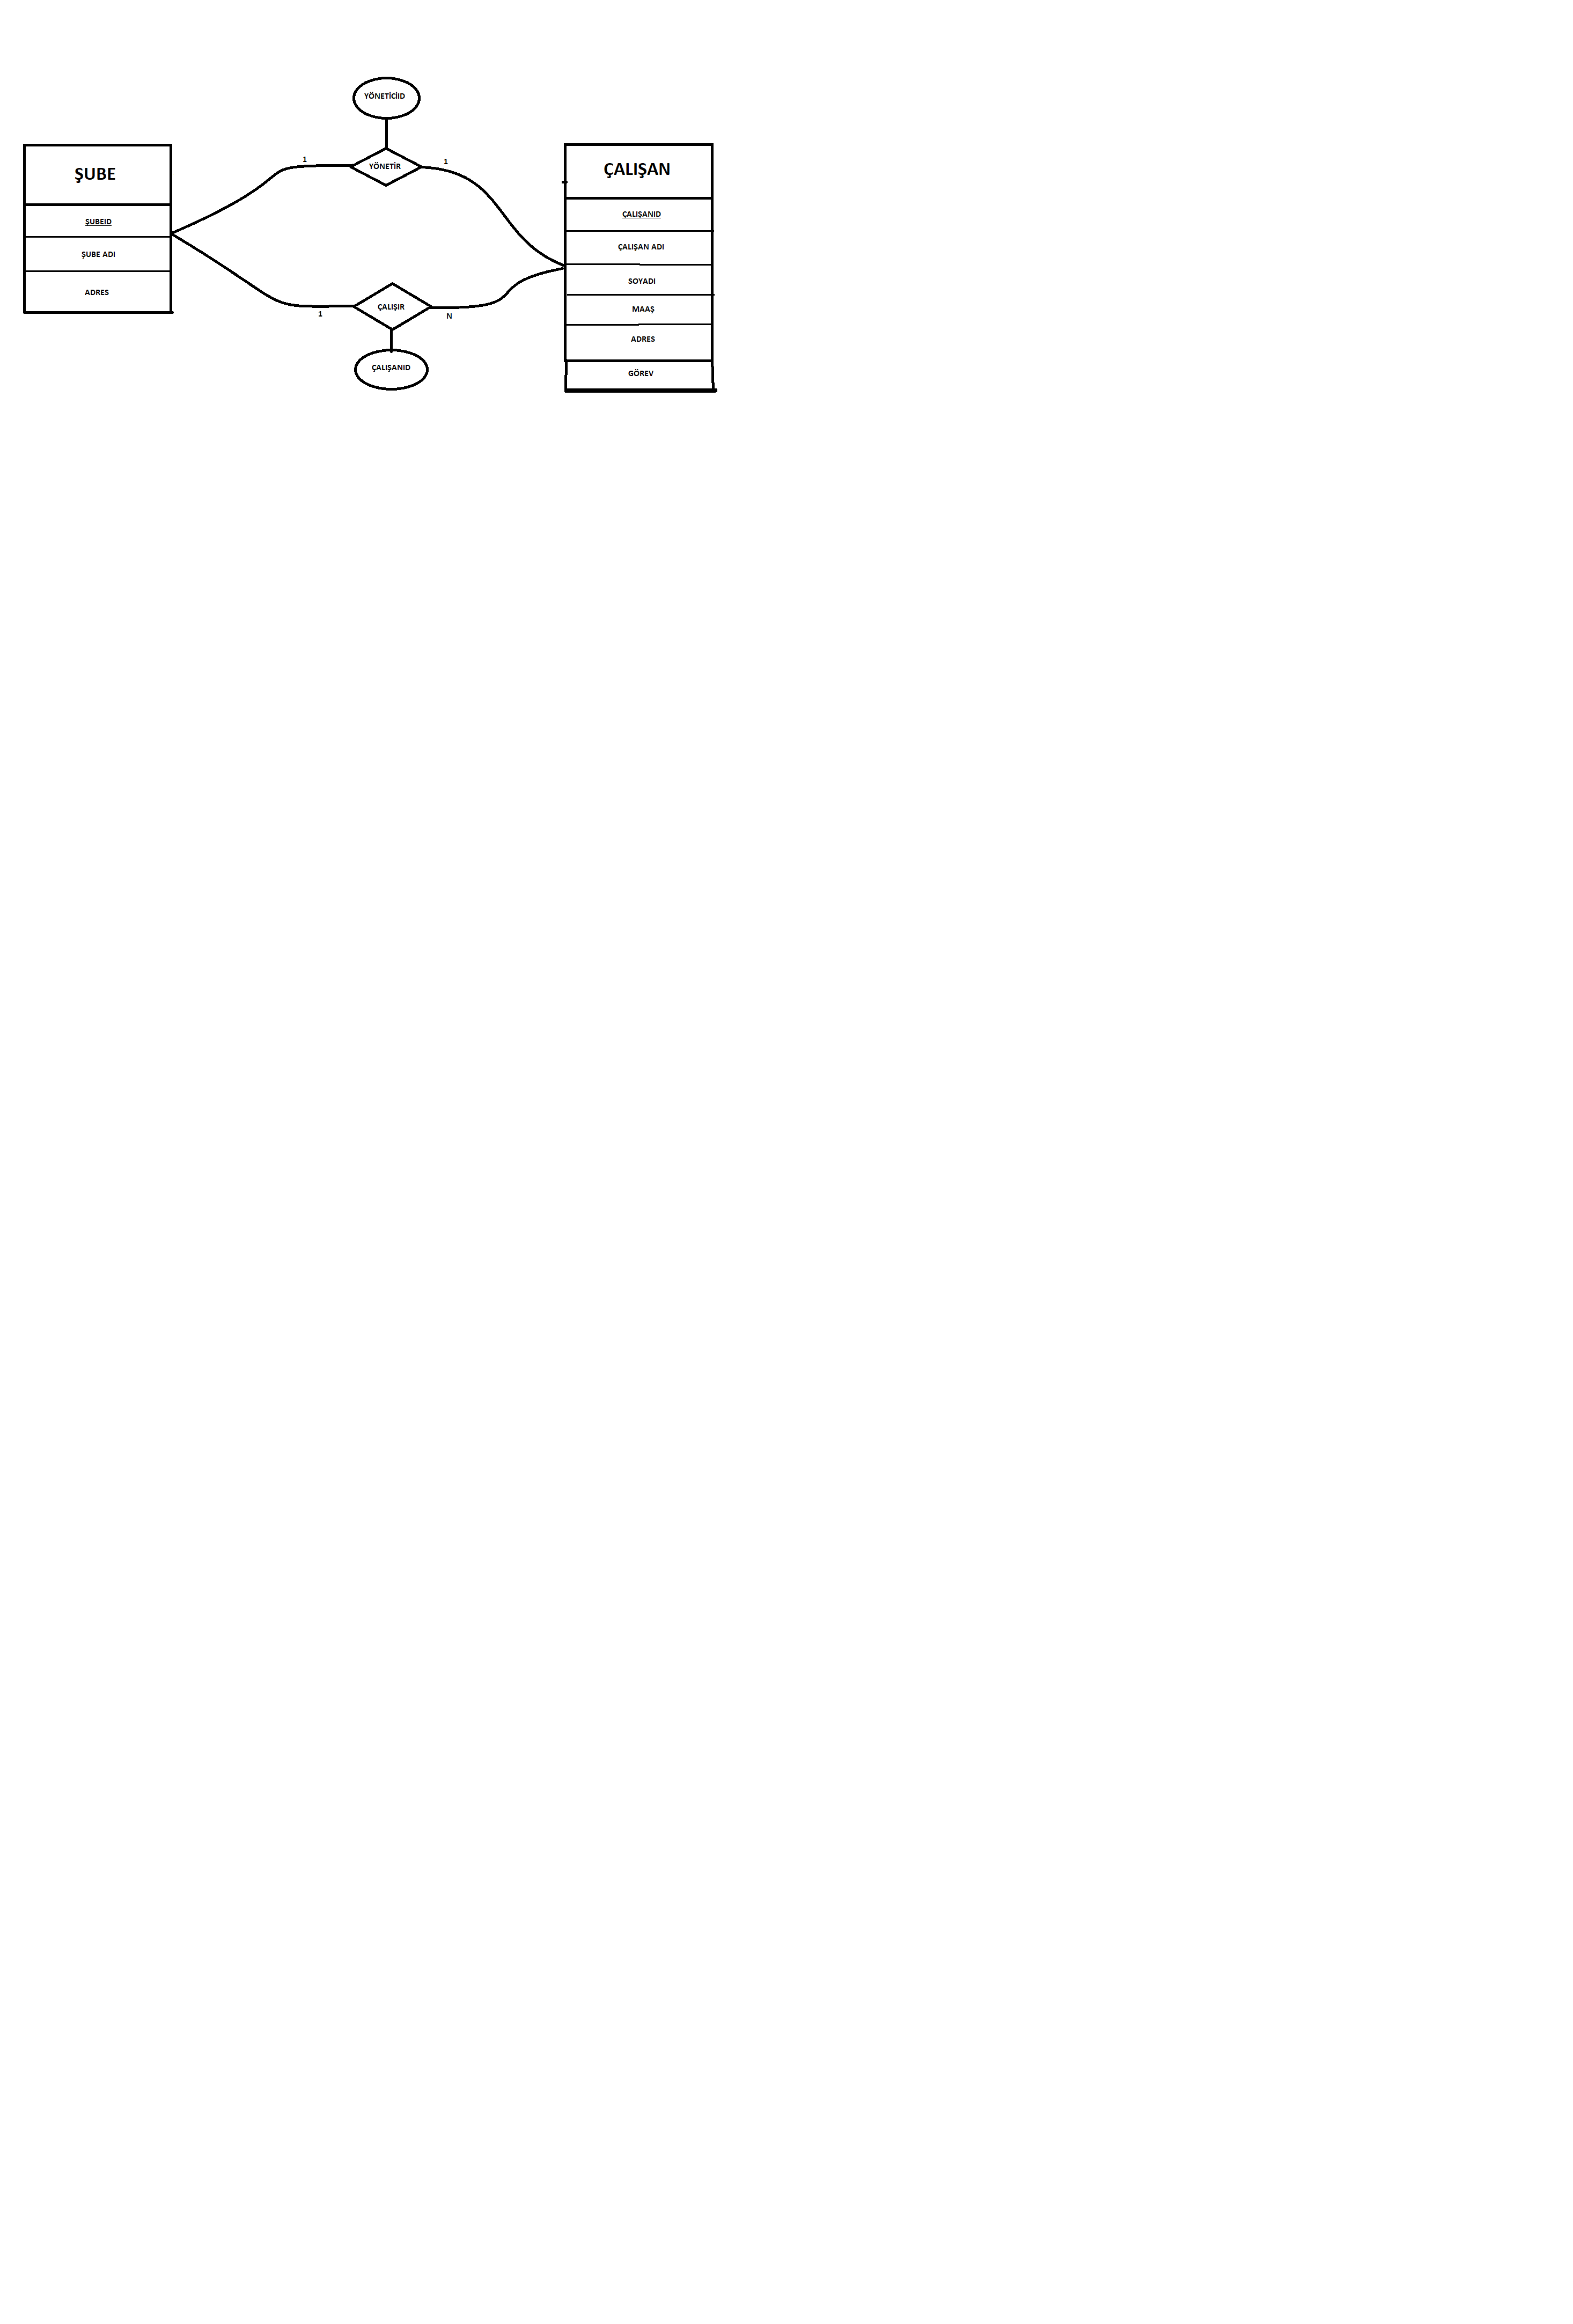 YÖNETİCİID
1
YÖNETİR
1
ŞUBE
ŞUBEID
ŞUBE ADI
ADRES
ÇALIŞAN
ÇALIŞANID
ÇALIŞAN ADI
SOYADI
MAAŞ
ADRES
GÖREV
1
ÇALIŞIR
N
ÇALIŞANID